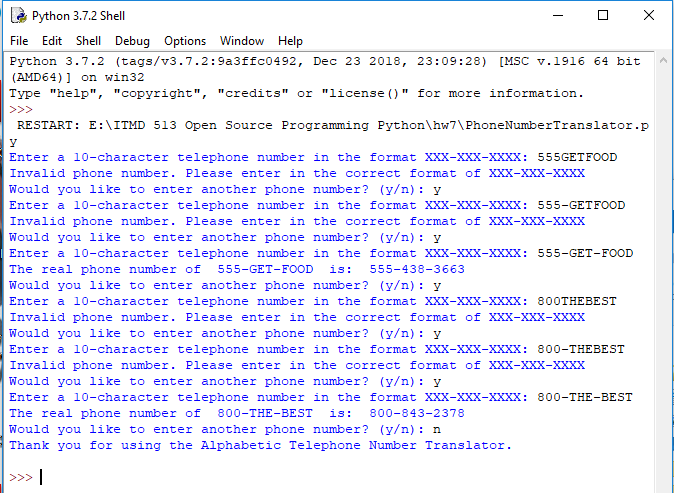 Python 3.7.2 Shell
File Edit Shell Debug Options Window Help
Python 3.7.2 (tags/v3.7.2:9a3ffc0492, Dec 23 2018, 23:09:28) [MSC v.1916 64 bit
(AMD64)] on win32
Type "help", "copyright", "credits" or "license()" for more information.
>>>
RESTART: E:\ITMD 513 Open Source Programming Python\hw7\PhoneNumberTranslator.p
y
Enter a 10-character telephone number in the format XXX-XXX-XXXX: 555GETFOOD
Invalid phone number. Please enter in the correct format of XXX-XXX-XXXX
Would you like to enter another phone number? (y/n): y
Enter a 10-character telephone number in the format XXX-XXX-XXXX: 555-GETFOOD
Invalid phone number. Please enter in the correct format of XXX-XXX-XXXX
Would you like to enter another phone number? (y/n): y
Enter a 10-character telephone number in the format XXX-XXX-XXXX: 555-GET-FOOD
The real phone number of  555-GET-FOOD  is:  555-438-3663
Would you like to enter another phone number? (y/n): y
Enter a 10-character telephone number in the format XXX-XXX-XXXX: 800THEBEST
Invalid phone number. Please enter in the correct format of XXX-XXX-XXXX
Would you like to enter another phone number? (y/n): y
Enter a 10-character telephone number in the format XXX-XXX-XXXX: 800-THEBEST
Invalid phone number. Please enter in the correct format of XXX-XXX-XXXX
Would you like to enter another phone number? (y/n): y
Enter a 10-character telephone number in the format XXX-XXX-XXXX: 800-THE-BEST
The real phone number of  800-THE-BEST  is:  800-843-2378
Would you like to enter another phone number? (y/n): n
Thank you for using the Alphabetic Telephone Number Translator.
>>>